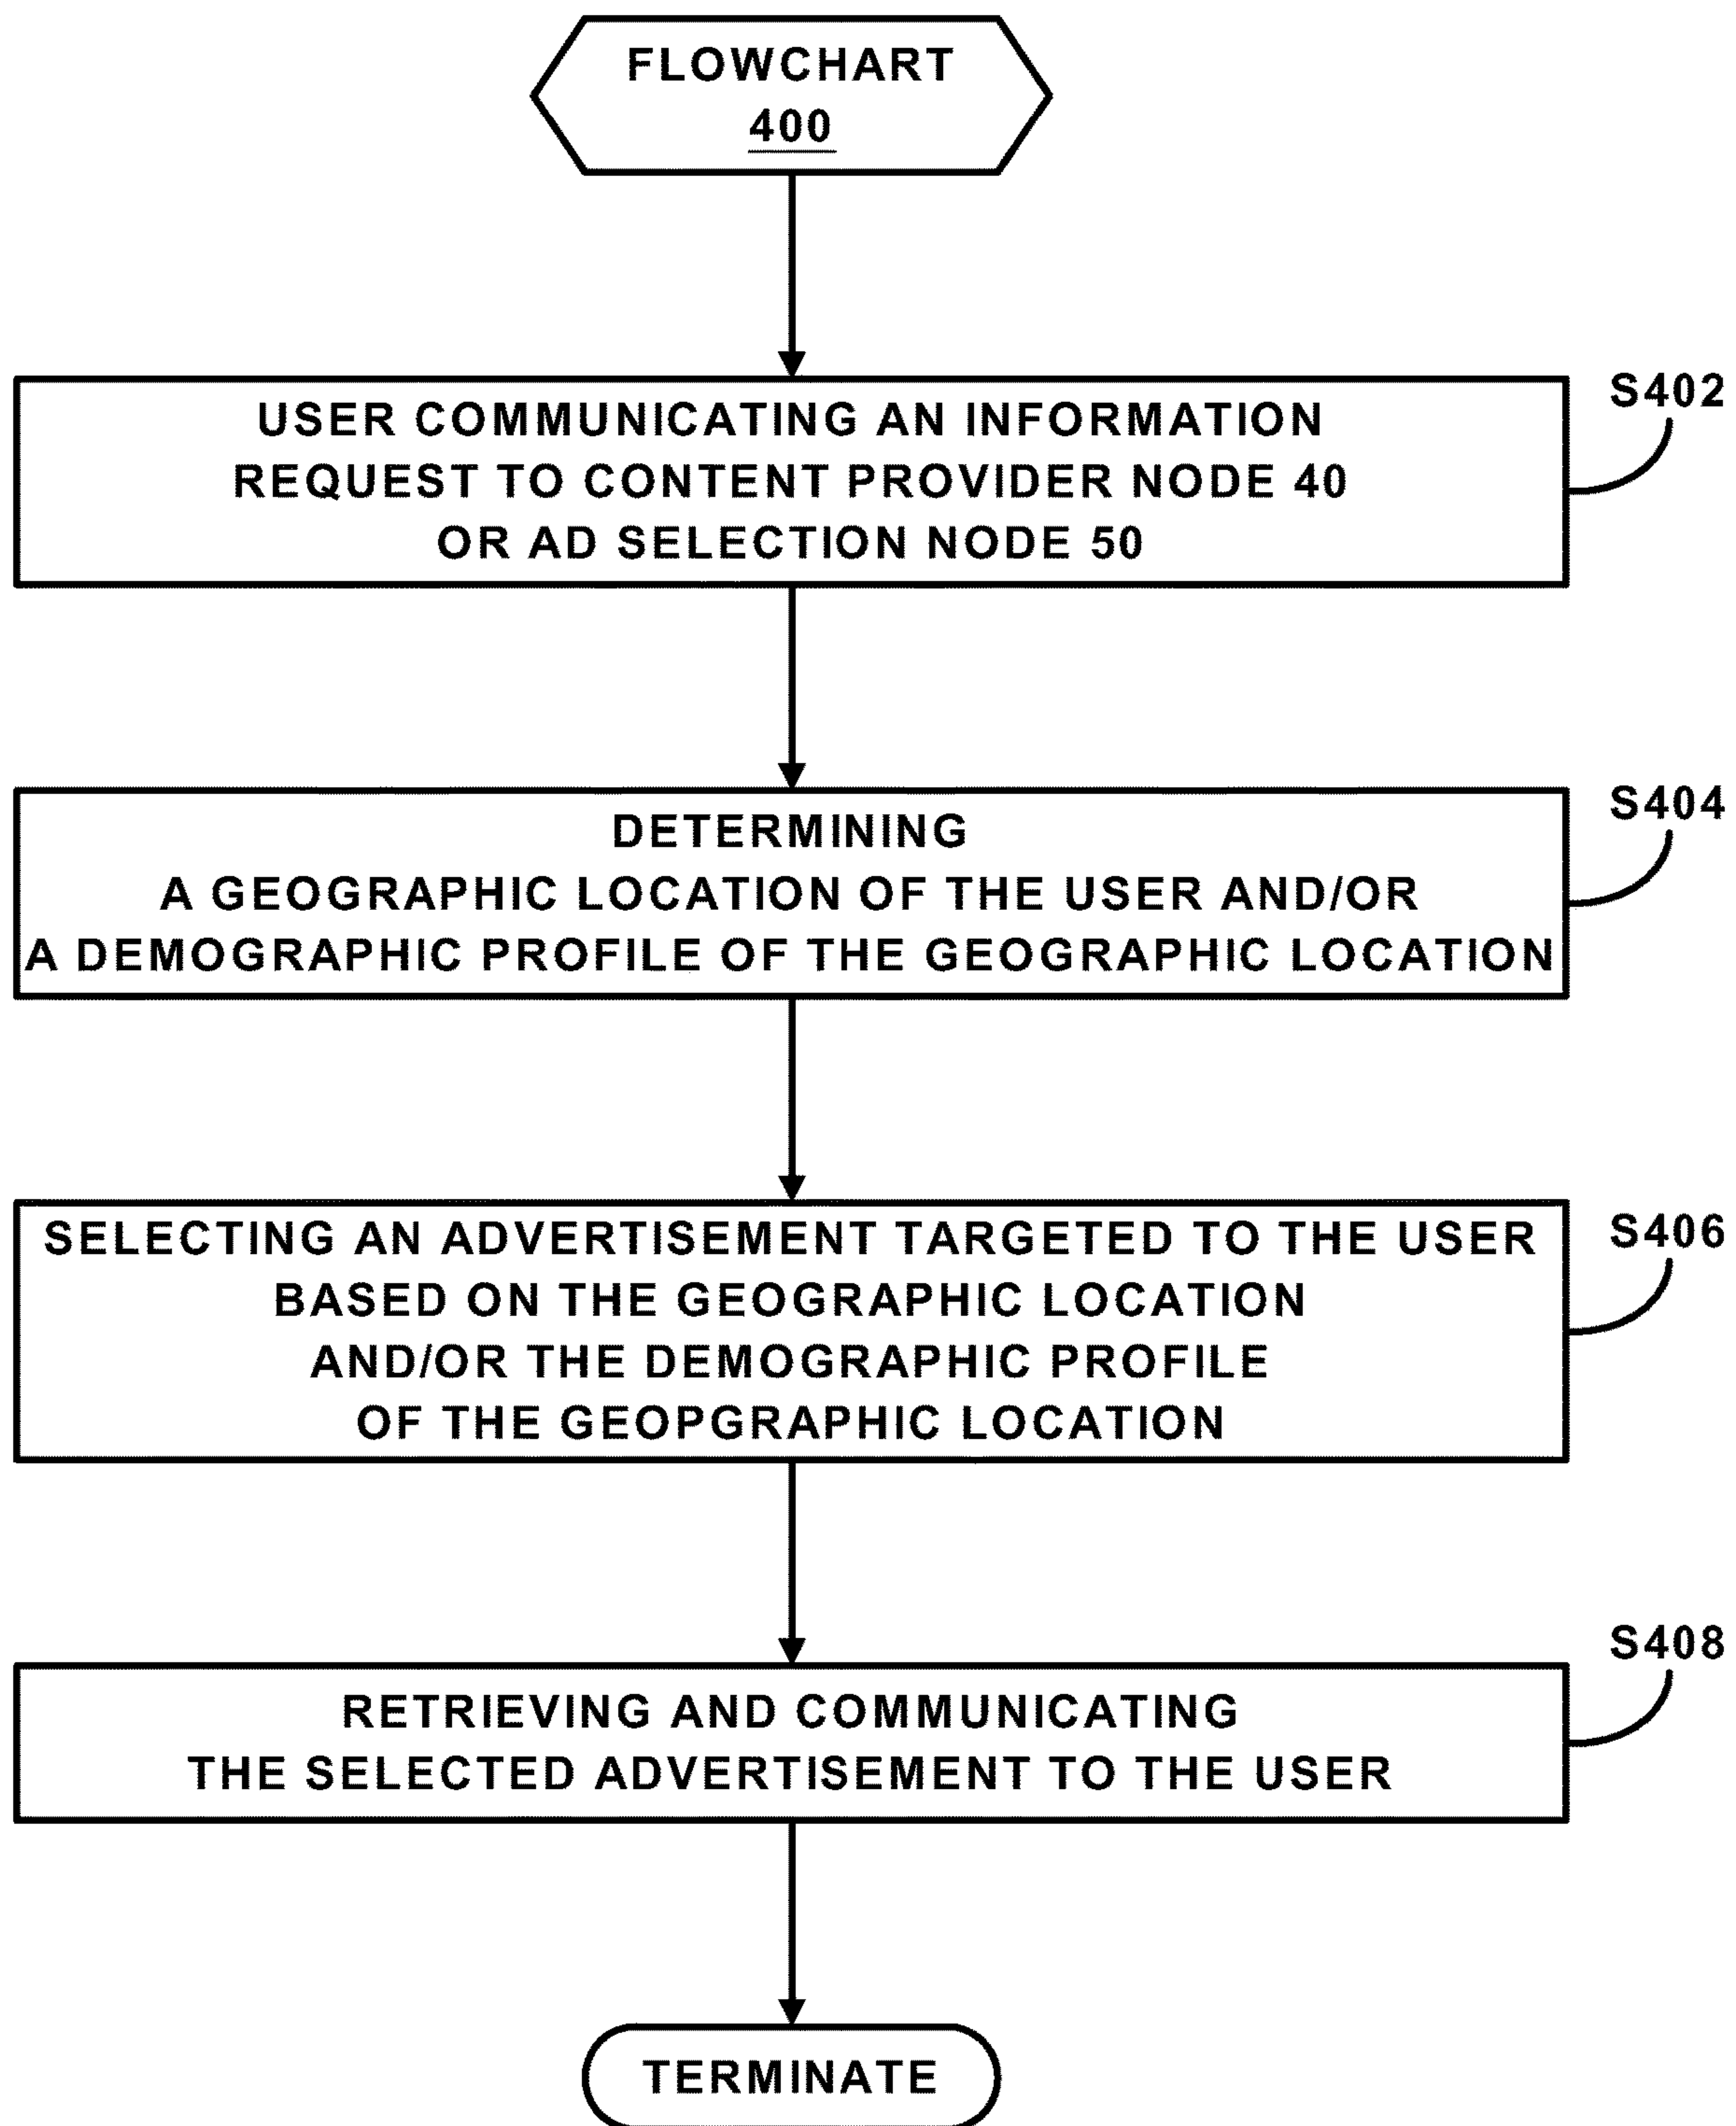 FLOWCHART
400
S402
USER COMMUNICATING AN INFORMATION
REQUEST TO CONTENT PROVIDER NODE 40
OR AD SELECTION NODE 50
S404
DETERMINING
A GEOGRAPHIC LOCATION OF THE USER AND/OR
A DEMOGRAPHIC PROFILE OF THE GEOGRAPHIC LOCATION
S406
SELECTING AN ADVERTISEMENT TARGETED TO THE USER
BASED ON THE GEOGRAPHIC LOCATION
AND/OR THE DEMOGRAPHIC PROFILE
OF THE GEOPGRAPHIC LOCATION
S408
RETRIEVING AND COMMUNICATING
THE SELECTED ADVERTISEMENT TO THE USER
TERMINATE